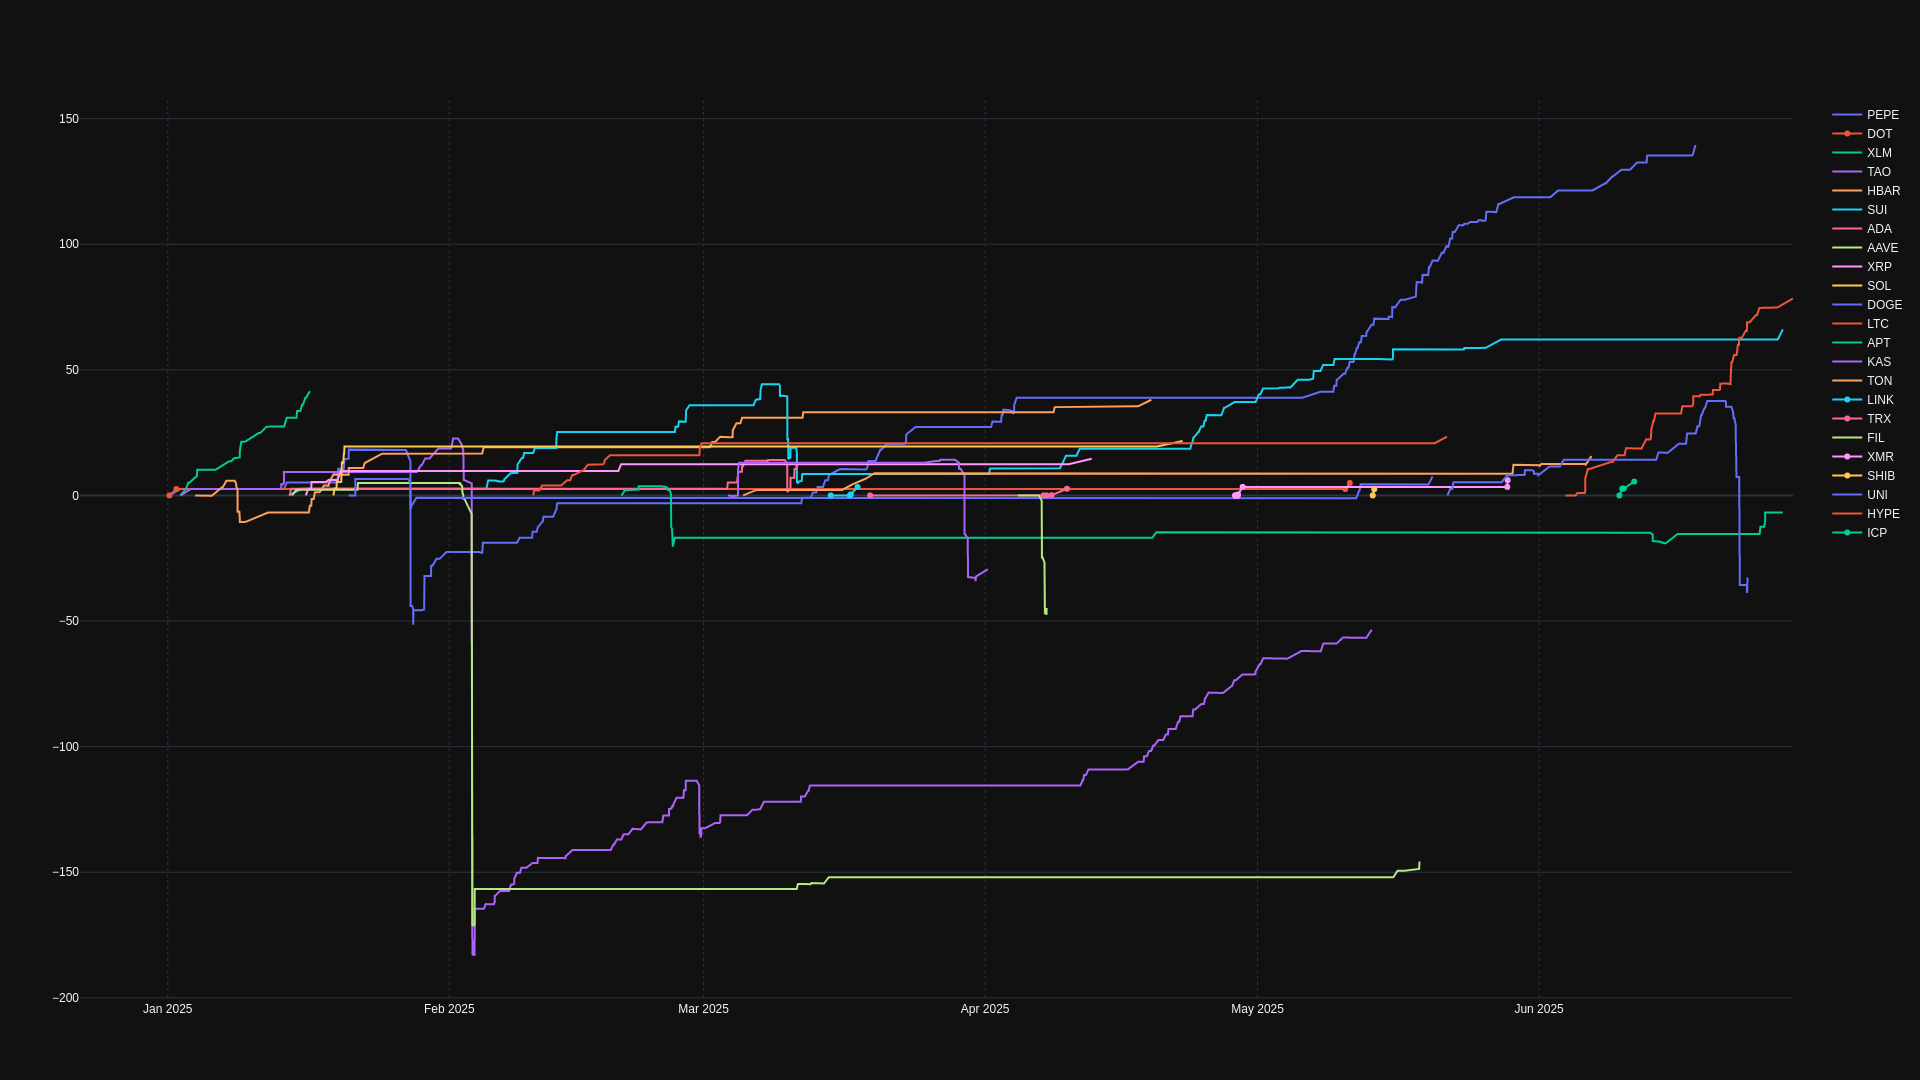 150
100
50
0
−50
−100
−150
−200
Jan 2025
Feb 2025
Mar 2025
Apr 2025
May 2025
Jun 2025
PEPE
DOT
XLM
TAO
HBAR
SUI
ADA
AAVE
XRP
SOL
DOGE
LTC
APT
KAS
TON
LINK
TRX
FIL
XMR
SHIB
UNI
HYPE
ICP